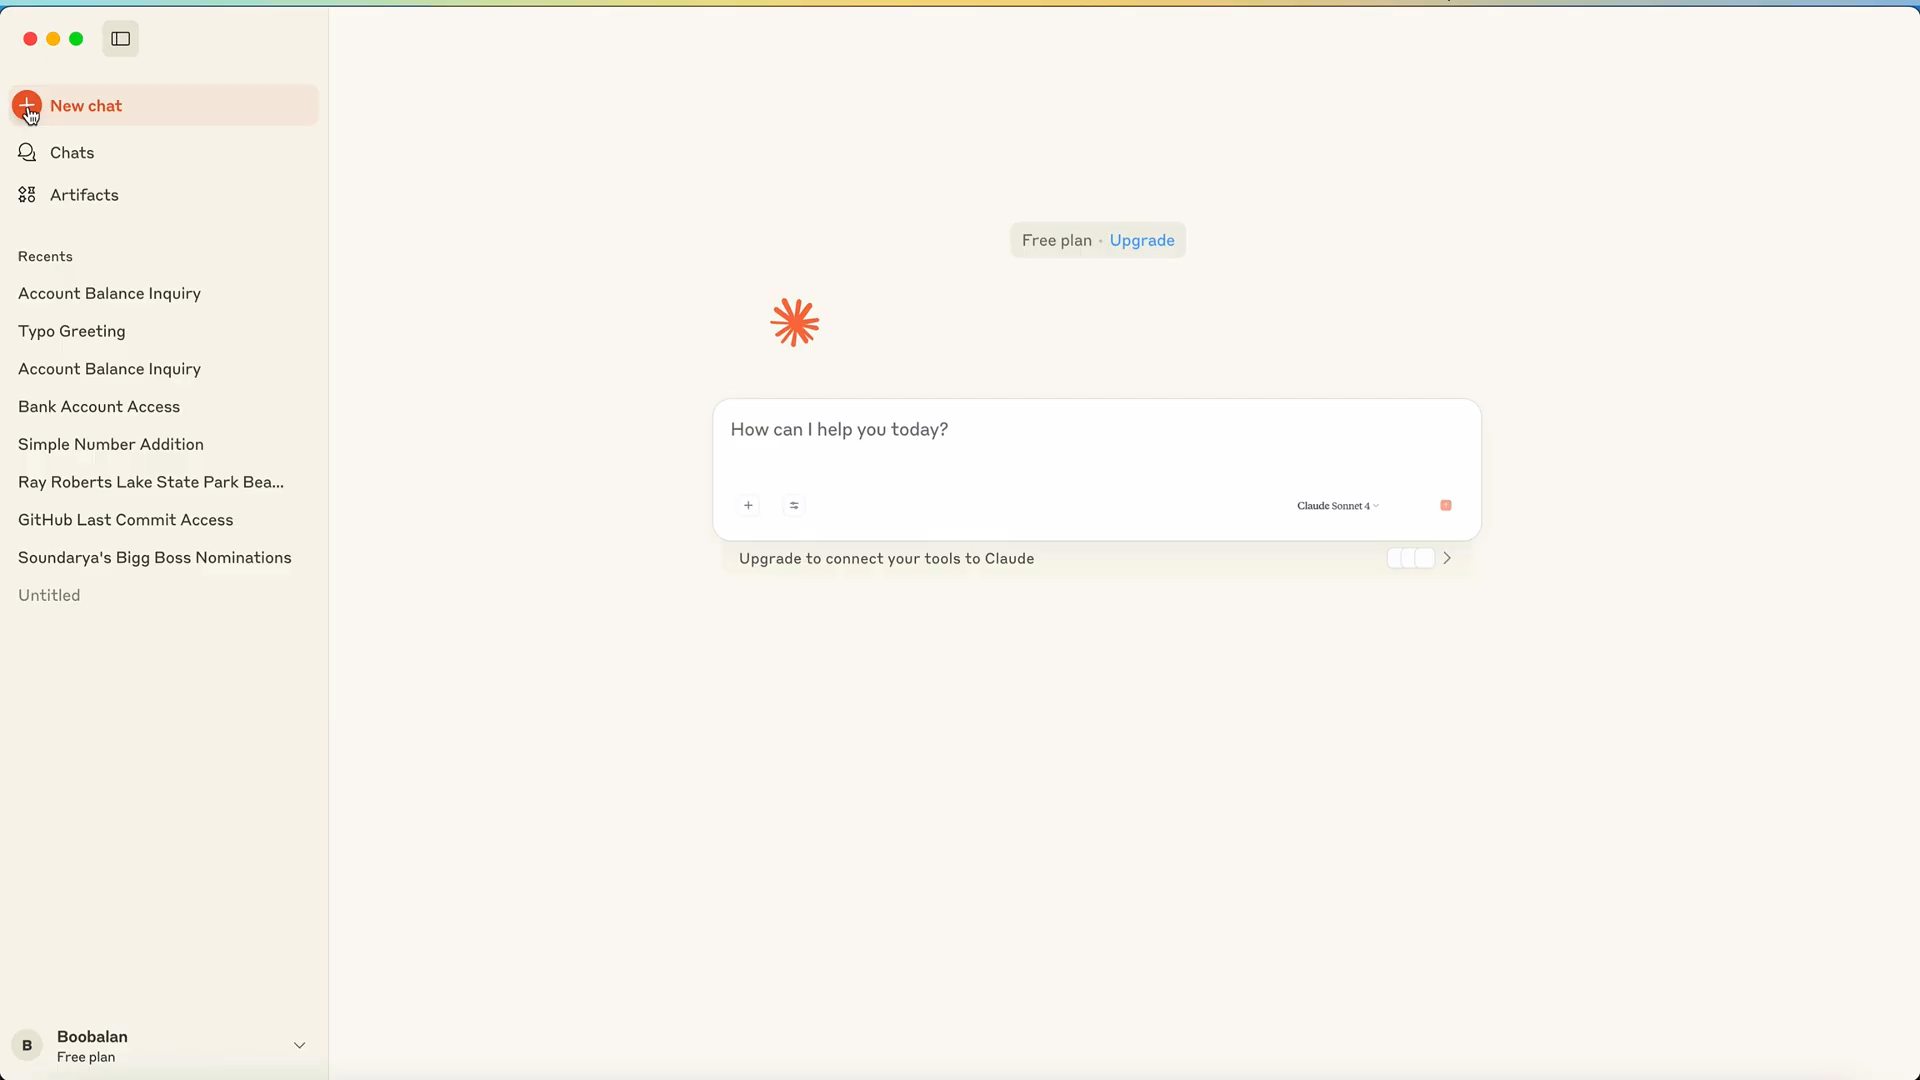 New chat
Chats
Artifacts
Recents
Account Balance Inquiry
Typo Greeting
Account Balance Inquiry
Bank Account Access
Simple Number Addition
Ray Roberts Lake State Park Bea...
GitHub Last Commit Access
Soundarya's Bigg Boss Nominations
Untitled
B
Boobalan
Free plan
Free plan • Upgrade
How can I help you today?
Claude Sonnet 4
Upgrade to connect your tools to Claude